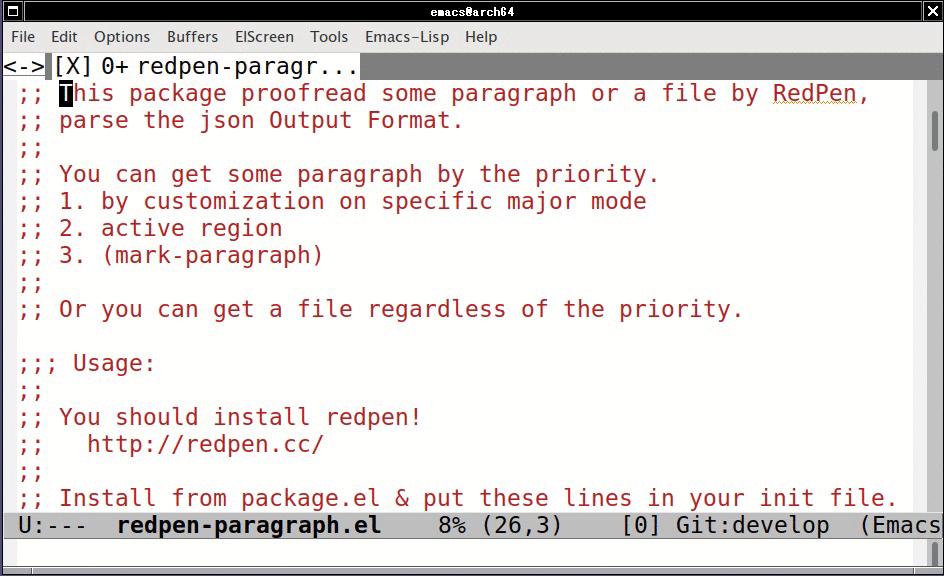 emacs@arch64
File Edit Options Buffers ElScreen Tools Emacs-Lisp Help
<-> [X] 0+ redpen-paragr...
;; This package proofread some paragraph or a file by RedPen,
;; parse the json Output Format.
;;
;; You can get some paragraph by the priority.
;; 1. by customization on specific major mode
;; 2. active region
;; 3. (mark-paragraph)
;;
;; Or you can get a file regardless of the priority.
;;; Usage:
;;
;; You should install redpen!
;;   http://redpen.cc/
;;
;; Install from package.el & put these lines in your init file.
U:---  redpen-paragraph.el    8% (26,3)    [0] Git:develop  (Emacs